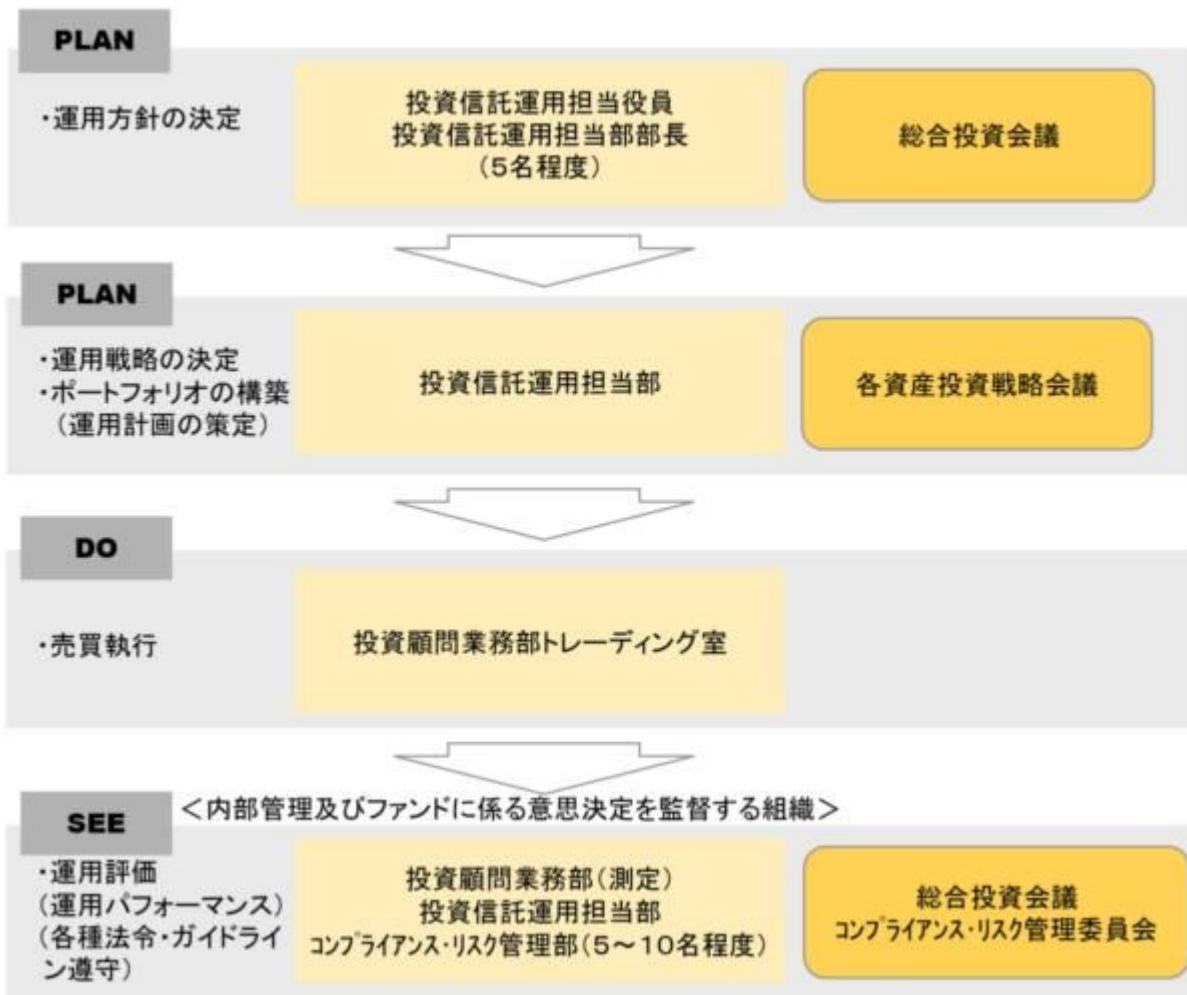 PLAN
・運用方針の決定
投資信託運用担当役員
投資信託運用担当部部長
(5名程度)
総合投資会議
PLAN
・運用戦略の決定
・ポートフォリオの構築
(運用計画の策定)
投資信託運用担当部
各資産投資戦略会議
DO
・売買執行
投資顧問業務部トレーディング室
SEE
＜内部管理及びファンドに係る意思決定を監督する組織＞
・運用評価
(運用パフォーマンス)
(各種法令・ガイドライ
ン遵守)
投資顧問業務部(測定)
投資信託運用担当部
コンプライアンス・リスク管理部(5～10名程度)
総合投資会議
コンプライアンス・リスク管理委員会